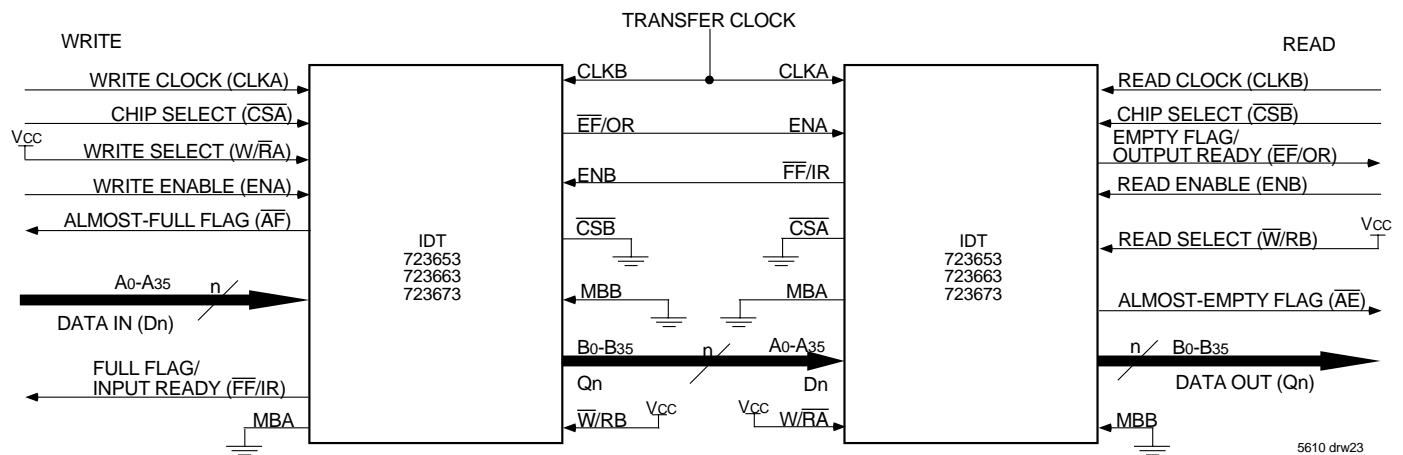 TRANSFER CLOCK
WRITE
READ
WRITE CLOCK (CLKA)
CHIP SELECT (CSA)
VCC
WRITE SELECT (W/RA)
WRITE ENABLE (ENA)
ALMOST-FULL FLAG (AF)
A0-A35
n
DATA IN (Dn)
FULL FLAG/
INPUT READY (FF/IR)
MBA
IDT
723653
723663
723673
CLKB
CLKA
EF/OR
ENA
ENB
FF/IR
CSB
CSA
MBB
MBA
B0-B35
n
A0-A35
Qn
Dn
VCC
VCC
W/RB
W/RA
IDT
723653
723663
723673
READ CLOCK (CLKB)
CHIP SELECT (CSB)
EMPTY FLAG/
OUTPUT READY (EF/OR)
READ ENABLE (ENB)
VCC
READ SELECT (W/RB)
ALMOST-EMPTY FLAG (AE)
n
B0-B35
DATA OUT (Qn)
MBB
5610 drw23